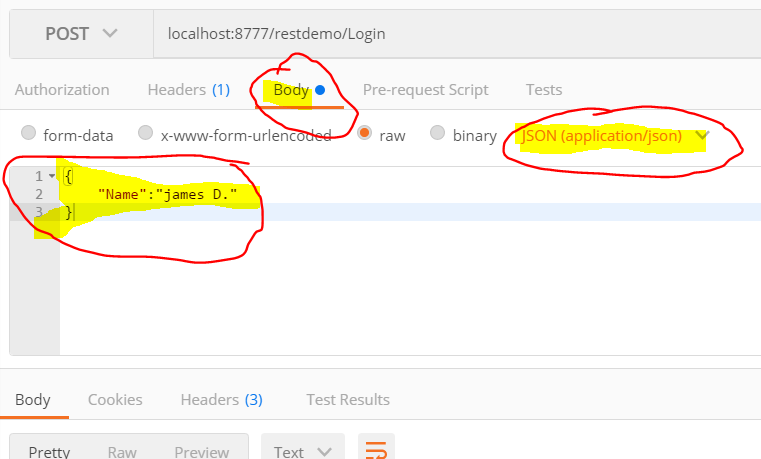 POST localhost:8777/restdemo/Login
Authorization Headers (1) Body Pre-request Script Tests
form-data x-www-form-urlencoded raw binary JSON (application/json)
1 {
2 "Name":"james D."
3 }
Body Cookies Headers (3) Test Results
Pretty Raw Preview Text